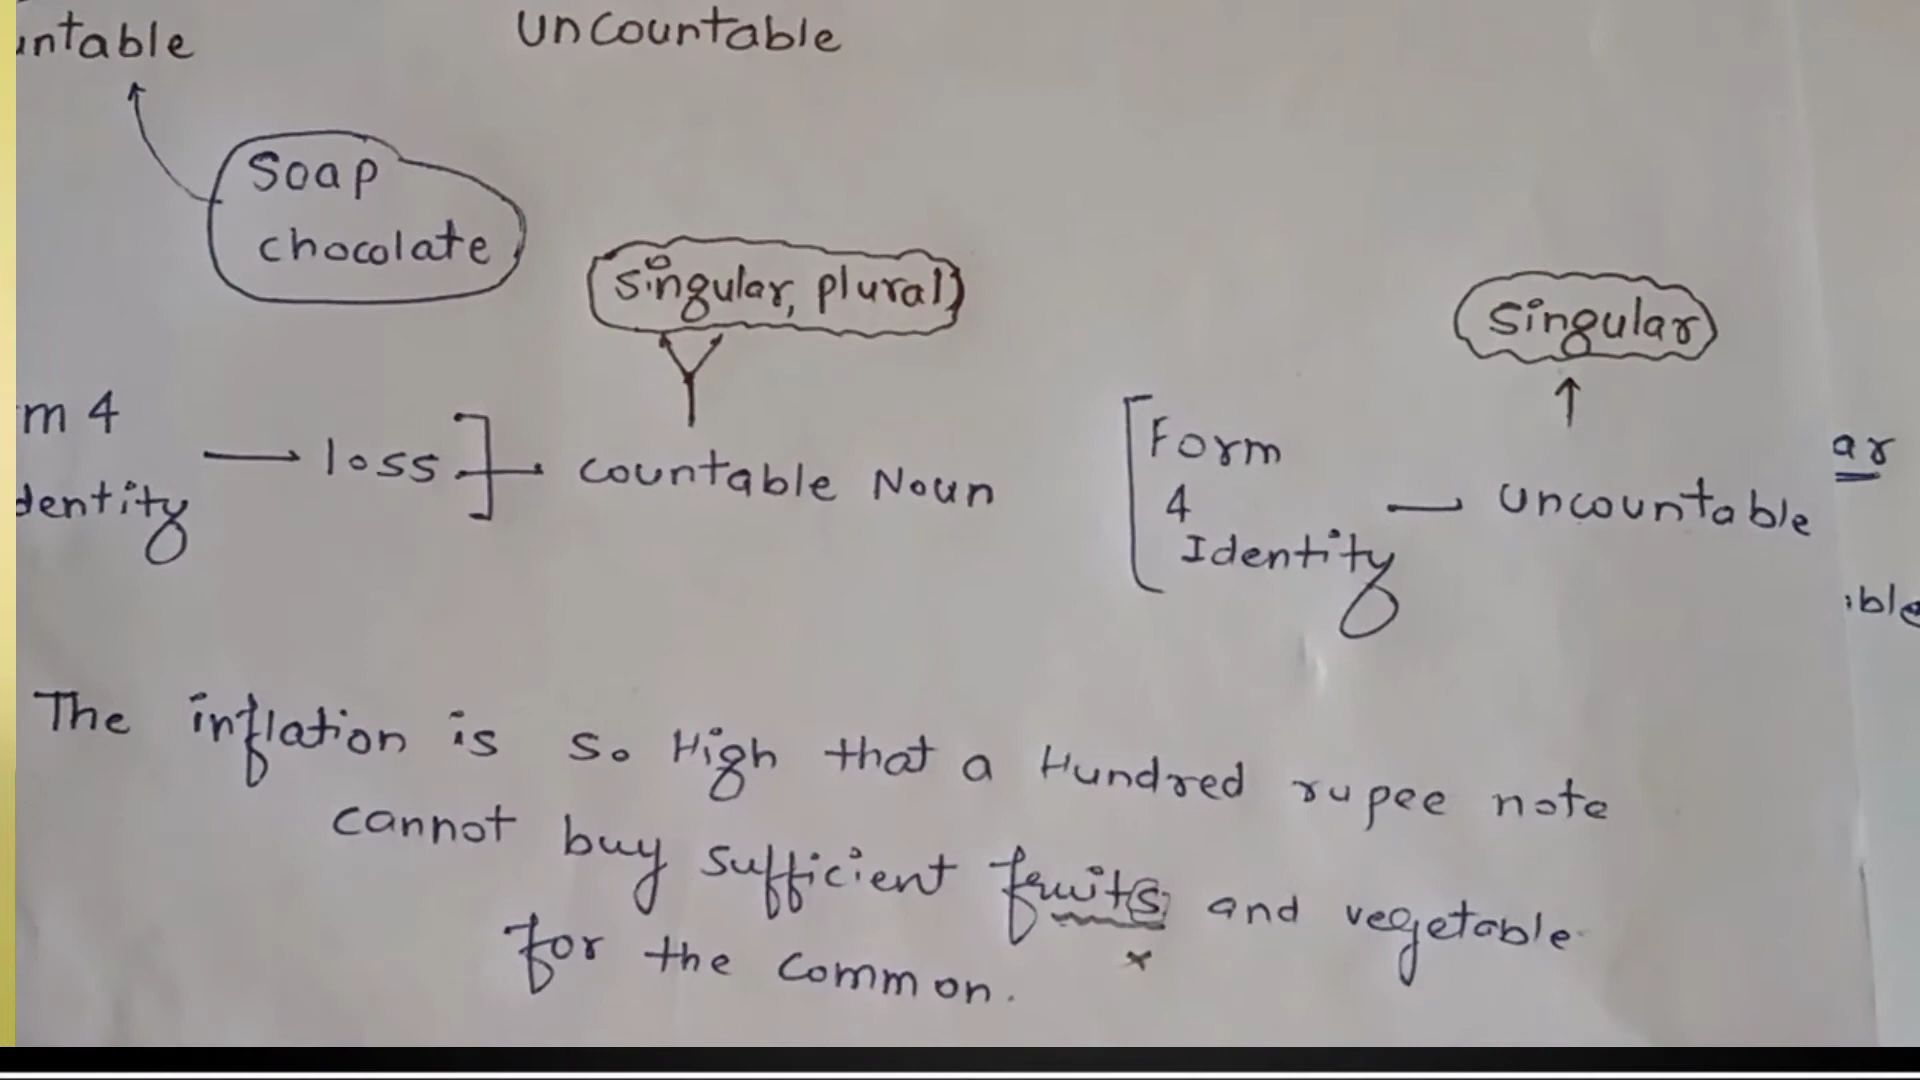 untable
Uncountable
Soap
chocolate
singular, plural
singular
m 4
dentity
loss
countable Noun
Form
4
Identity
uncountable
ar
ible
The inflation is so High that a Hundred rupee note
cannot buy sufficient fruits and vegetable
x
for the common.